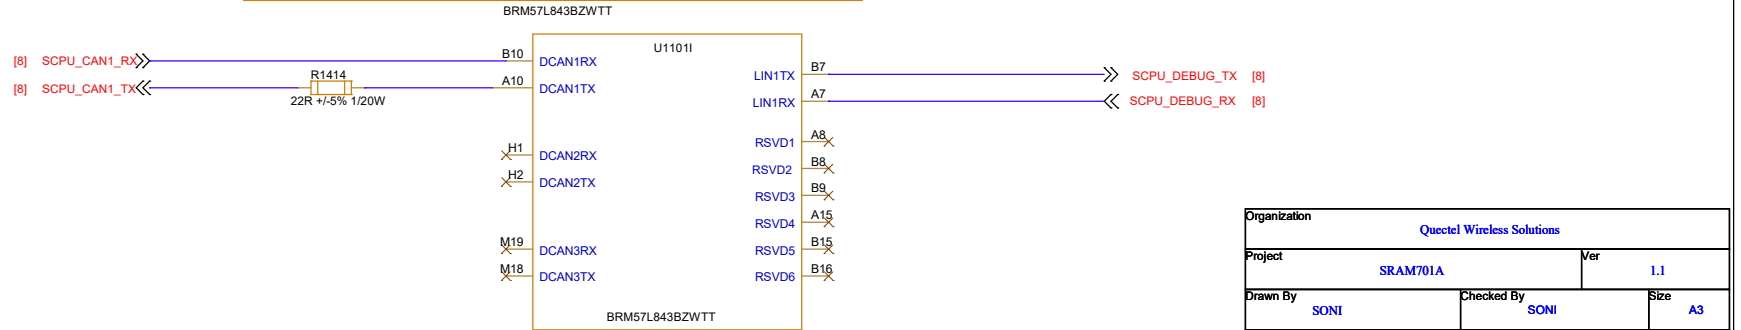 BRM57L843BZWTT
U1101I
[8] SCPU_CAN1_RX
B10 DCAN1RX
[8] SCPU_CAN1_TX
R1414
22R +/-5% 1/20W
A10 DCAN1TX
LIN1TX B7
SCPU_DEBUG_TX [8]
LIN1RX A7
SCPU_DEBUG_RX [8]
RSVD1 A8
H1 DCAN2RX
RSVD2 B8
H2 DCAN2TX
RSVD3 B9
RSVD4 A15
M19 DCAN3RX
RSVD5 B15
M18 DCAN3TX
RSVD6 B16
BRM57L843BZWTT
Organization
Quectel Wireless Solutions
Project
SRAM701A
Ver
1.1
Drawn By
SONI
Checked By
SONI
Size
A3